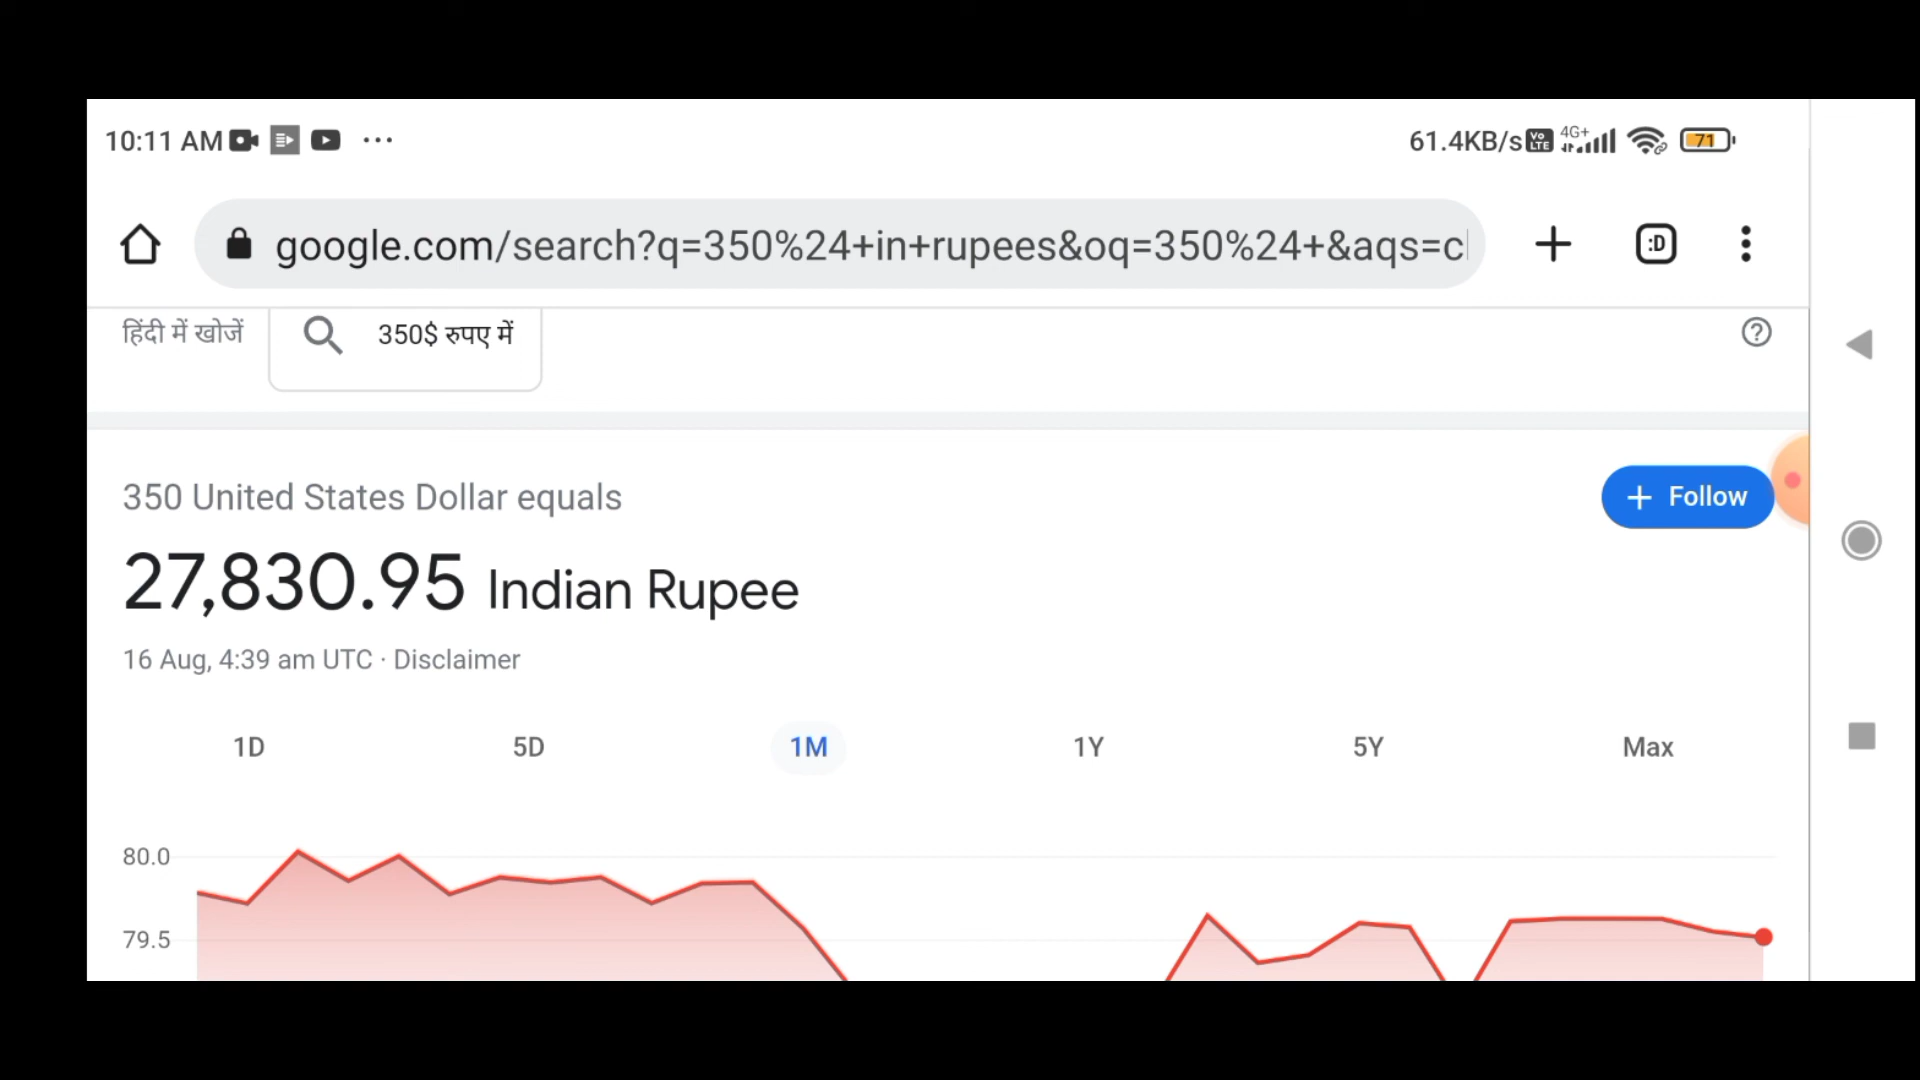 10:11 AM ...
61.4KB/s Vo LTE 4G+ 71
google.com/search?q=350%24+in+rupees&oq=350%24+&aqs=c
:D
हिंदी में खोजें
350$ रुपए में
350 United States Dollar equals
+ Follow
27,830.95 Indian Rupee
16 Aug, 4:39 am UTC · Disclaimer
1D 5D 1M 1Y 5Y Max
80.0
79.5